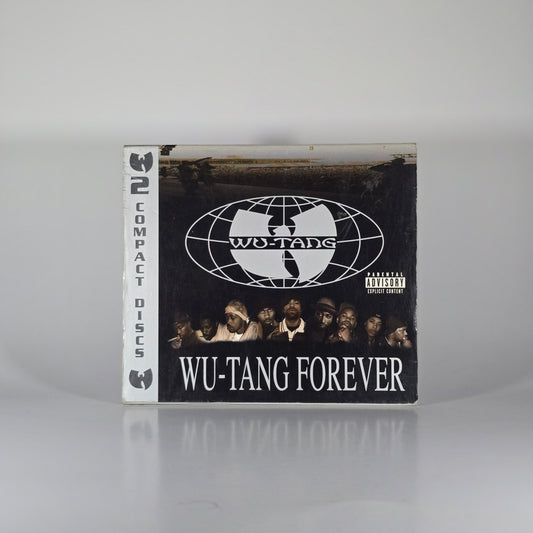 2 COMPACT DISCS
WU-TANG
PARENTAL
ADVISORY
EXPLICIT CONTENT
WU-TANG FOREVER